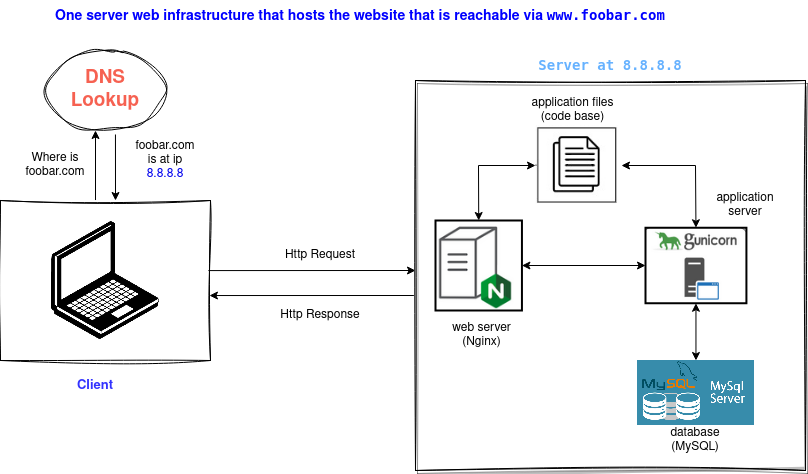 One server web infrastructure that hosts the website that is reachable via www.foobar.com
Server at 8.8.8.8
DNS
Lookup
Where is
foobar.com
foobar.com
is at ip
8.8.8.8
application files
(code base)
application
server
gunicorn
Http Request
Http Response
web server
(Nginx)
N
Client
MySQL
MySql
Server
database
(MySQL)